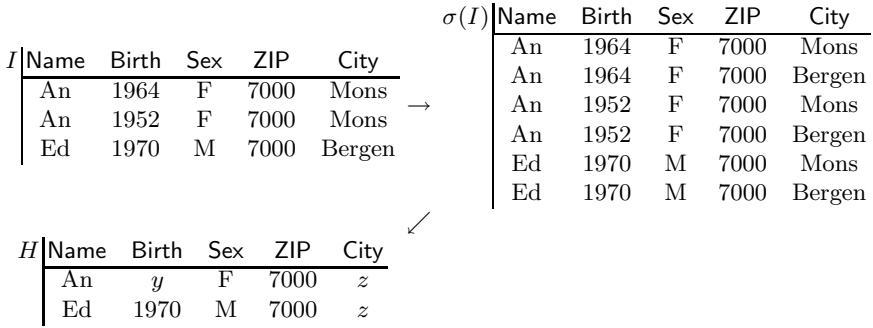 I Name Birth Sex ZIP City
An 1964 F 7000 Mons
An 1952 F 7000 Mons
Ed 1970 M 7000 Bergen
→
σ(I) Name Birth Sex ZIP City
An 1964 F 7000 Mons
An 1964 F 7000 Bergen
An 1952 F 7000 Mons
An 1952 F 7000 Bergen
Ed 1970 M 7000 Mons
Ed 1970 M 7000 Bergen
↙
H Name Birth Sex ZIP City
An y F 7000 z
Ed 1970 M 7000 z